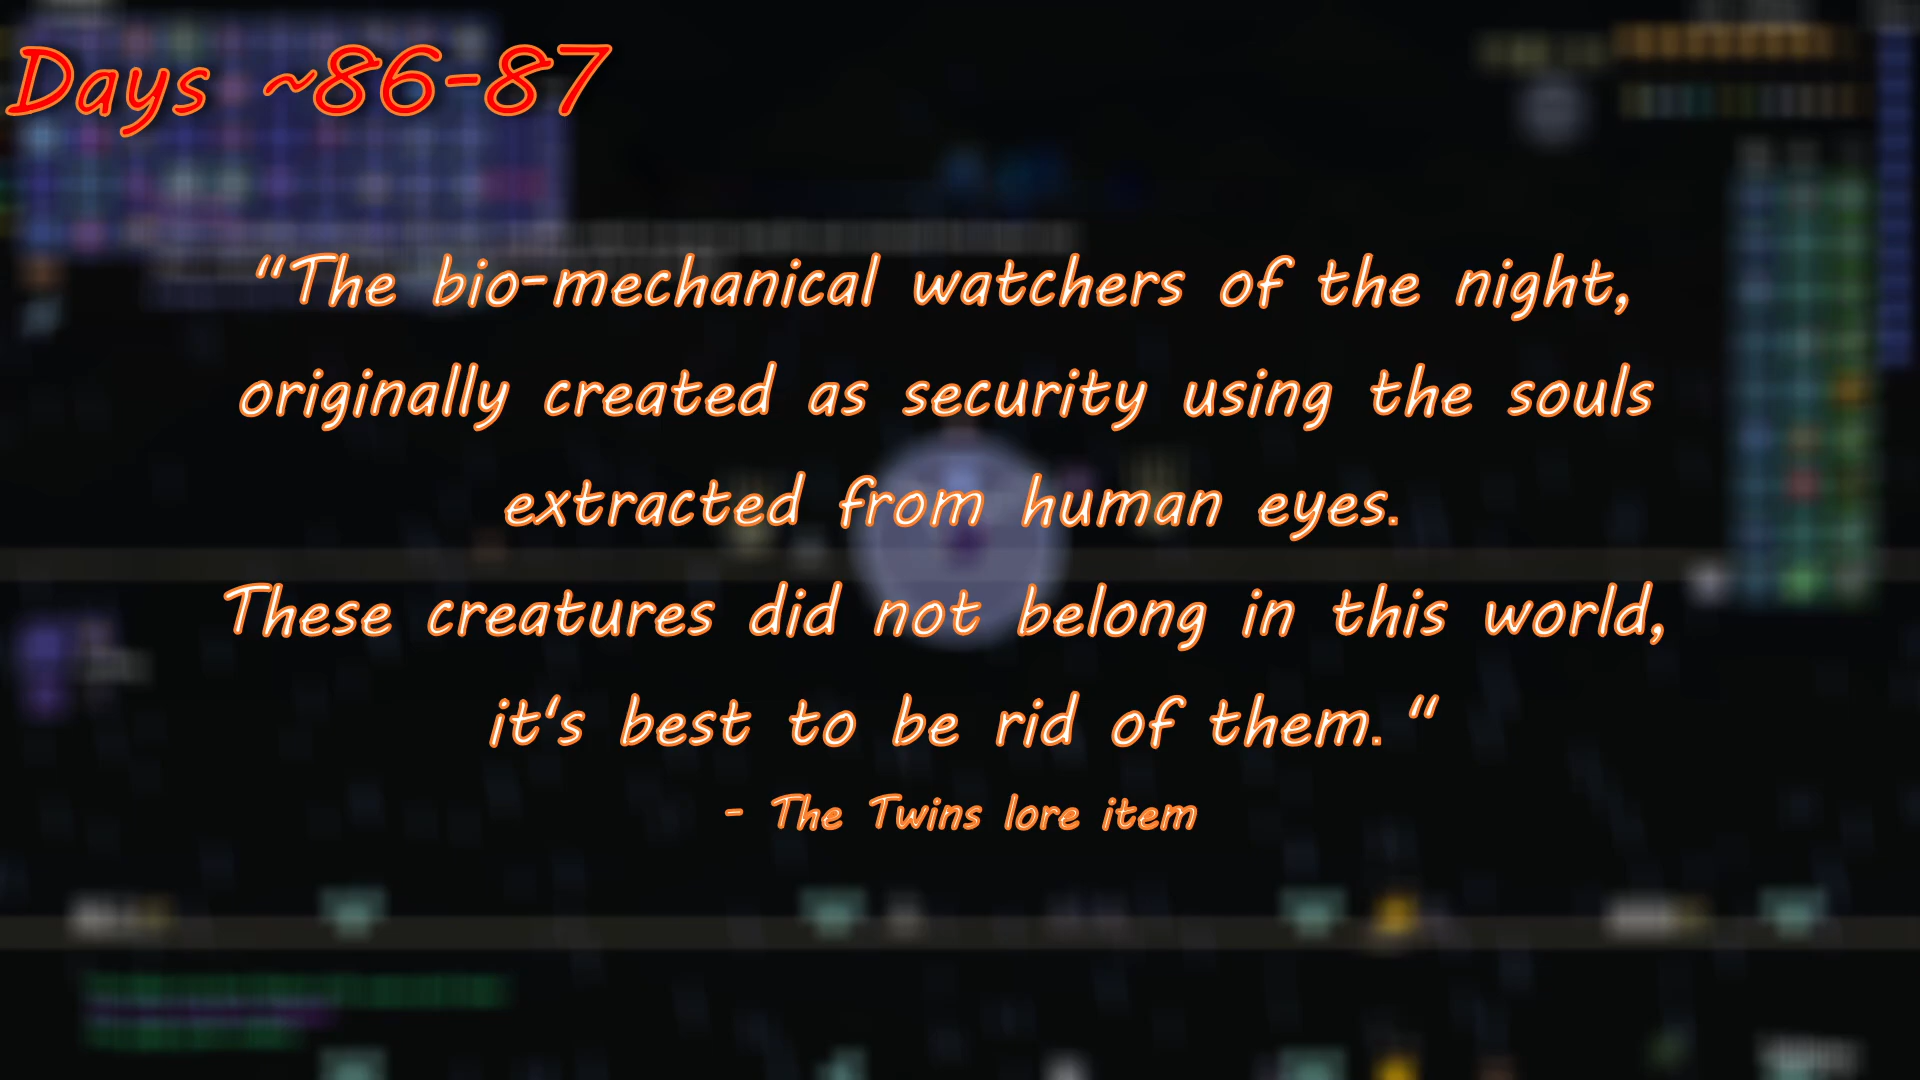 Days ~86-87
"The bio-mechanical watchers of the night,
originally created as security using the souls
extracted from human eyes.
These creatures did not belong in this world,
it's best to be rid of them. "
- The Twins lore item